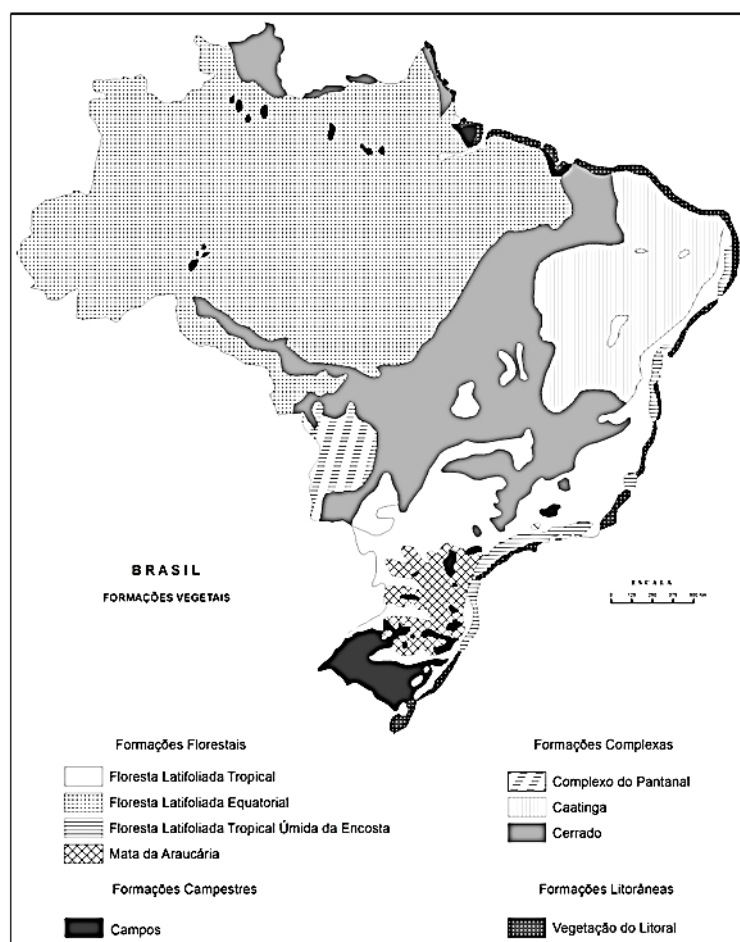 BRASIL
FORMAÇÕES VEGETAIS
ESCALA
Formações Florestais
Floresta Latifoliada Tropical
Floresta Latifoliada Equatorial
Floresta Latifoliada Tropical Úmida da Encosta
Mata da Araucária
Formações Campestres
Campos
Formações Complexas
Complexo do Pantanal
Caatinga
Cerrado
Formações Litorâneas
Vegetação do Litoral